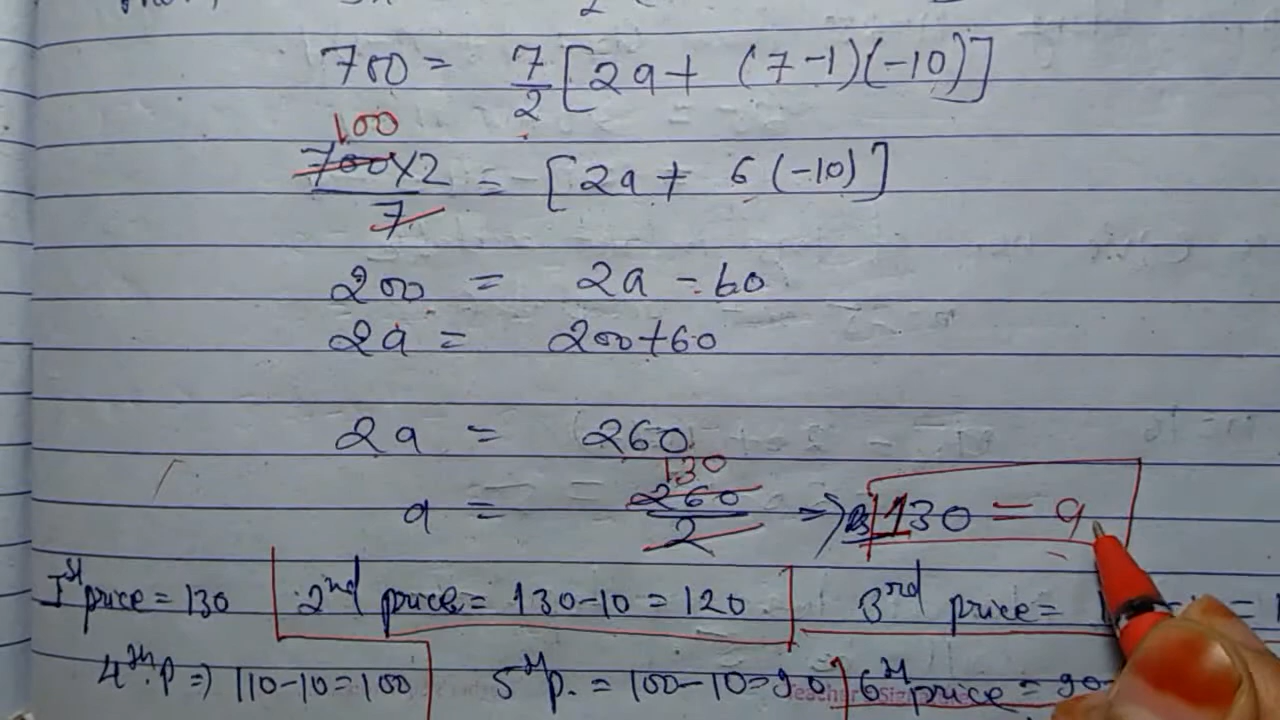 700 = 7/2 [2a + (7-1)(-10)]
100
700×2/7 = [2a + 6(-10)]
200 = 2a - 60
2a = 200+60
2a = 260
130
a = 260/2 => 130 = a
Ist price = 130 2nd price = 130-10 = 120 3rd price =
4th.p => 110-10=100 5th p. = 100-10=90 6th price = 90-